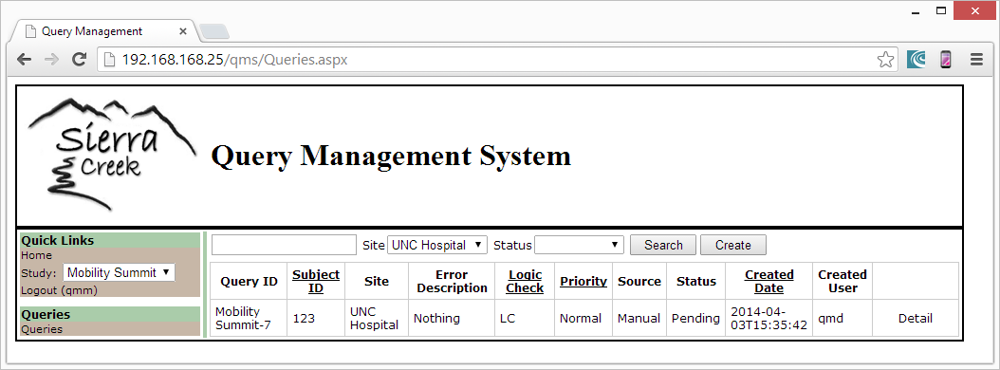 Query Management
192.168.168.25/qms/Queries.aspx
Sierra
Creek
Query Management System
Quick Links
Home
Study: Mobility Summit
Logout (qmm)
Queries
Queries
Site UNC Hospital Status Search Create
Query ID Subject ID Site Error Description Logic Check Priority Source Status Created Date Created User
Mobility Summit-7 123 UNC Hospital Nothing LC Normal Manual Pending 2014-04-03T15:35:42 qmd Detail